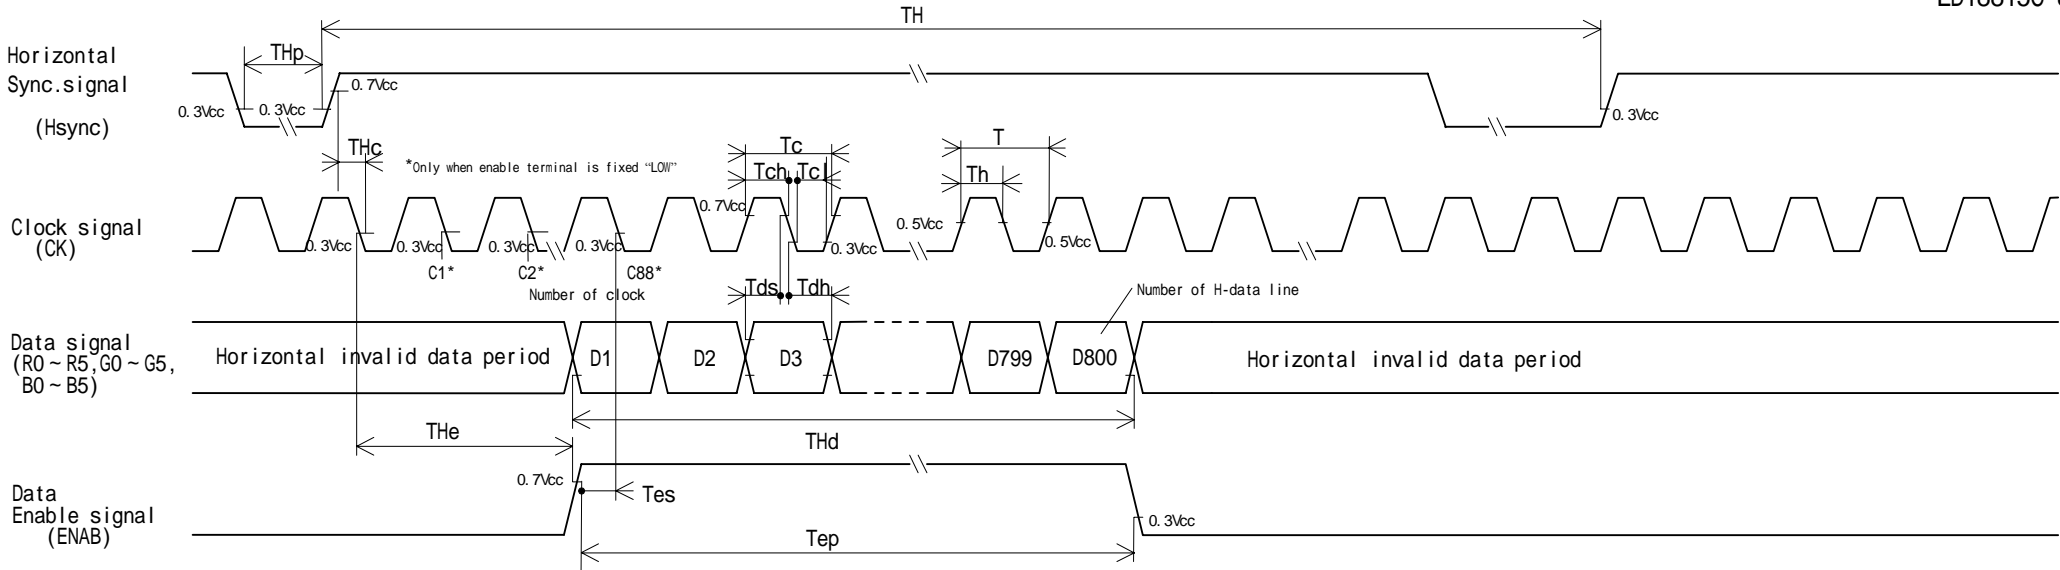 TH
Horizontal
Sync.signal
(Hsync)
THp
0.3Vcc
0.3Vcc
0.7Vcc
0.3Vcc
THc
*Only when enable terminal is fixed “LOW”
Tc
Tch
Tcl
T
Th
Clock signal
(CK)
0.3Vcc
0.3Vcc
0.3Vcc
0.3Vcc
0.7Vcc
0.3Vcc
0.5Vcc
0.5Vcc
C1*
C2*
C88*
Number of clock
Tds
Tdh
Number of H-data line
Data signal
(R0~R5,G0~G5,
B0~B5)
Horizontal invalid data period
D1
D2
D3
D799
D800
Horizontal invalid data period
THe
THd
0.7Vcc
Tes
Data
Enable signal
(ENAB)
0.3Vcc
Tep